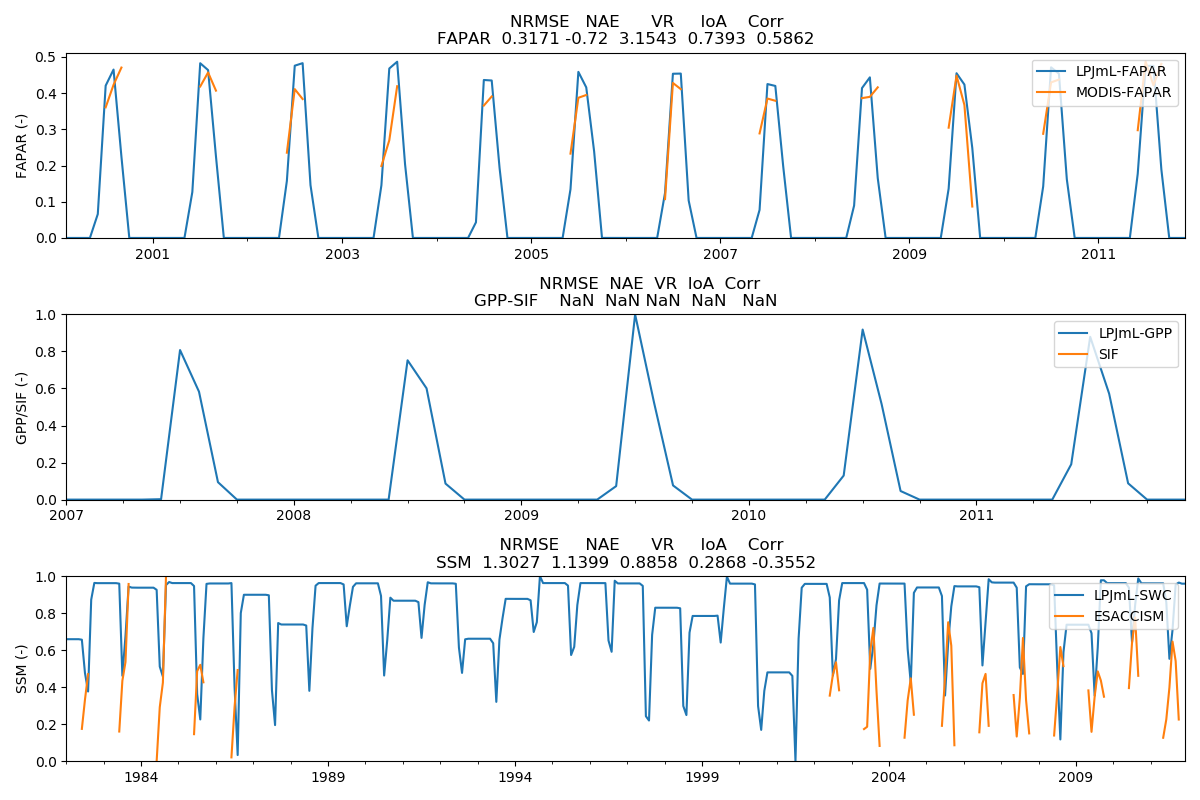 NRMSE NAE VR IoA Corr
FAPAR 0.3171 -0.72 3.1543 0.7393 0.5862
0.5
0.4
0.3
0.2
0.1
0.0
FAPAR (-)
LPJmL-FAPAR
MODIS-FAPAR
2001 2003 2005 2007 2009 2011
NRMSE NAE VR IoA Corr
GPP-SIF NaN NaN NaN NaN NaN
1.0
0.8
0.6
0.4
0.2
0.0
GPP/SIF (-)
LPJmL-GPP
SIF
2007 2008 2009 2010 2011
NRMSE NAE VR IoA Corr
SSM 1.3027 1.1399 0.8858 0.2868 -0.3552
1.0
0.8
0.6
0.4
0.2
0.0
SSM (-)
LPJmL-SWC
ESACCISM
1984 1989 1994 1999 2004 2009